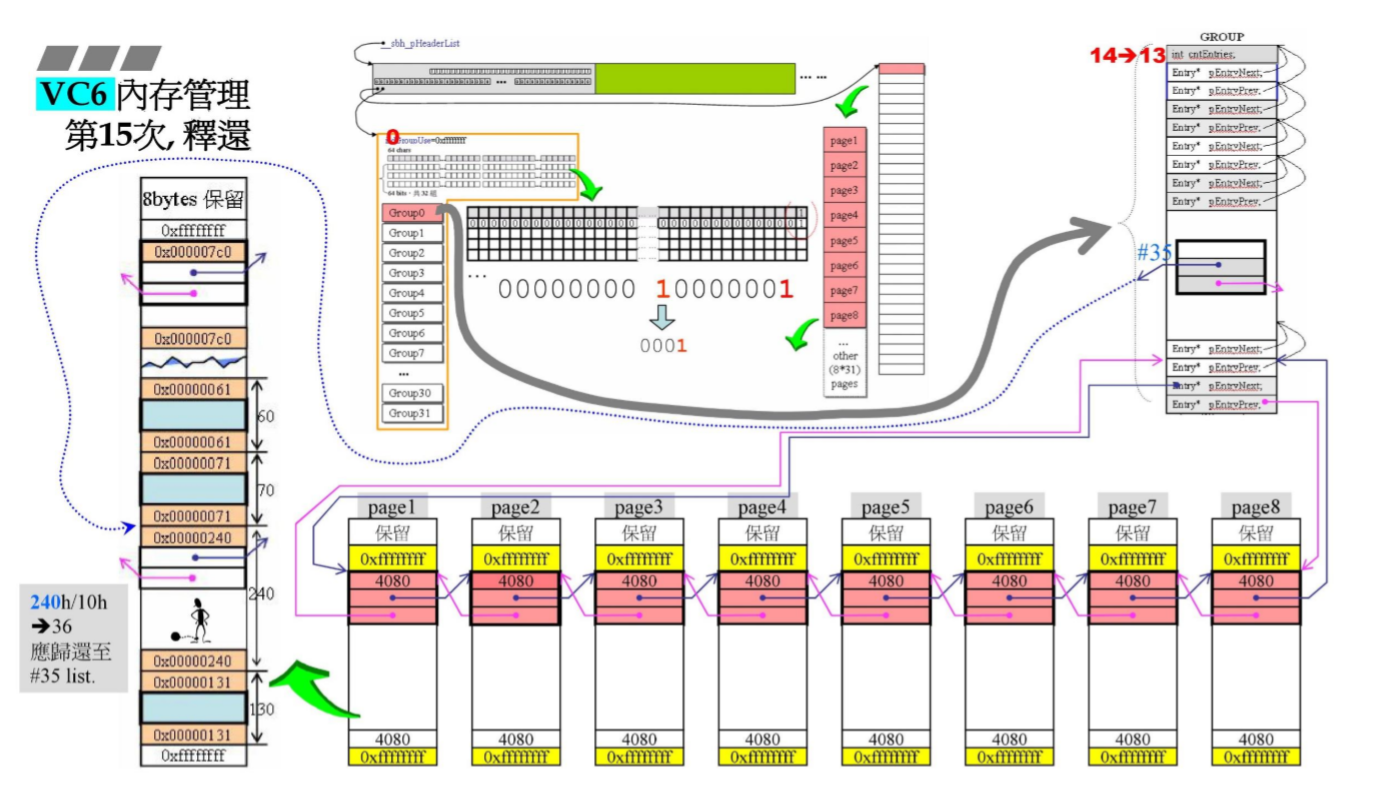 VC6 內存管理
第15次, 釋還
__sbh_pHeaderList
... ...
0
GroupUse=0xffffffff
64 chars
64 bits，共 32 組
Group0
Group1
Group2
Group3
Group4
Group5
Group6
Group7
...
Group30
Group31
...
00000000 10000001
0001
page1
page2
page3
page4
page5
page6
page7
page8
...
other
(8*31)
pages
GROUP
14➔13
int cntEntries;
Entry* pEntryNext;
Entry* pEntryPrev;
Entry* pEntryNext;
Entry* pEntryPrev;
Entry* pEntryNext;
Entry* pEntryPrev;
Entry* pEntryNext;
Entry* pEntryPrev;
#35
Entry* pEntryNext;
Entry* pEntryPrev;
Entry* pEntryNext;
Entry* pEntryPrev;
8bytes 保留
0xffffffff
0x000007c0
0x000007c0
0x00000061
60
0x00000061
0x00000071
70
0x00000071
0x00000240
240
0x00000240
0x00000131
130
0x00000131
0xffffffff
240h/10h
➔36
應歸還至
#35 list.
page1 page2 page3 page4 page5 page6 page7 page8
保留 保留 保留 保留 保留 保留 保留 保留
0xffffffff 0xffffffff 0xffffffff 0xffffffff 0xffffffff 0xffffffff 0xffffffff 0xffffffff
4080 4080 4080 4080 4080 4080 4080 4080
4080 4080 4080 4080 4080 4080 4080 4080
0xffffffff 0xffffffff 0xffffffff 0xffffffff 0xffffffff 0xffffffff 0xffffffff 0xffffffff